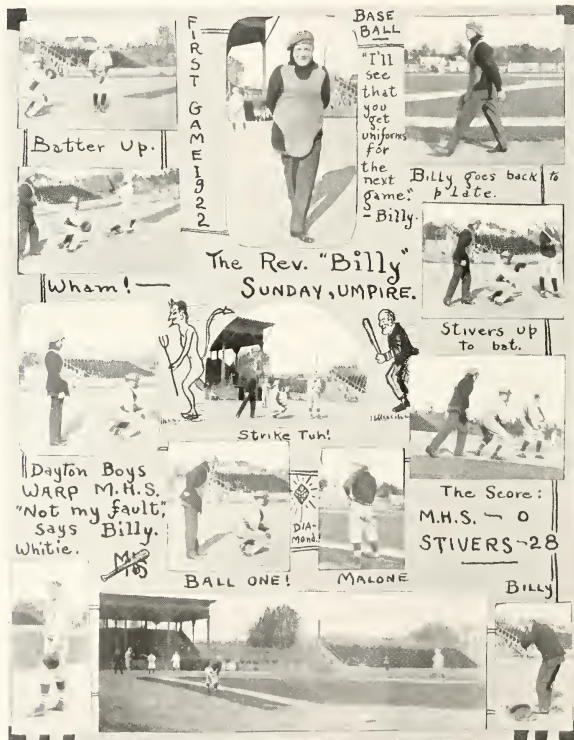 FIRST GAME 1922
BASE
BALL
"I'll
see
that
you
get
uniforms
for
the
next
game."
- Billy.
Batter Up.
Billy goes back to
plate.
The Rev. "Billy"
SUNDAY, UMPIRE.
Wham! —
Stivers up
to bat.
Strike Tuh!
Dayton Boys
WARP M.H.S.
"Not my fault,"
says Billy.
Whitie.
DIA-
MOND.
The Score:
M.H.S. — 0
STIVERS - 28
BALL ONE!
MALONE
BILLY